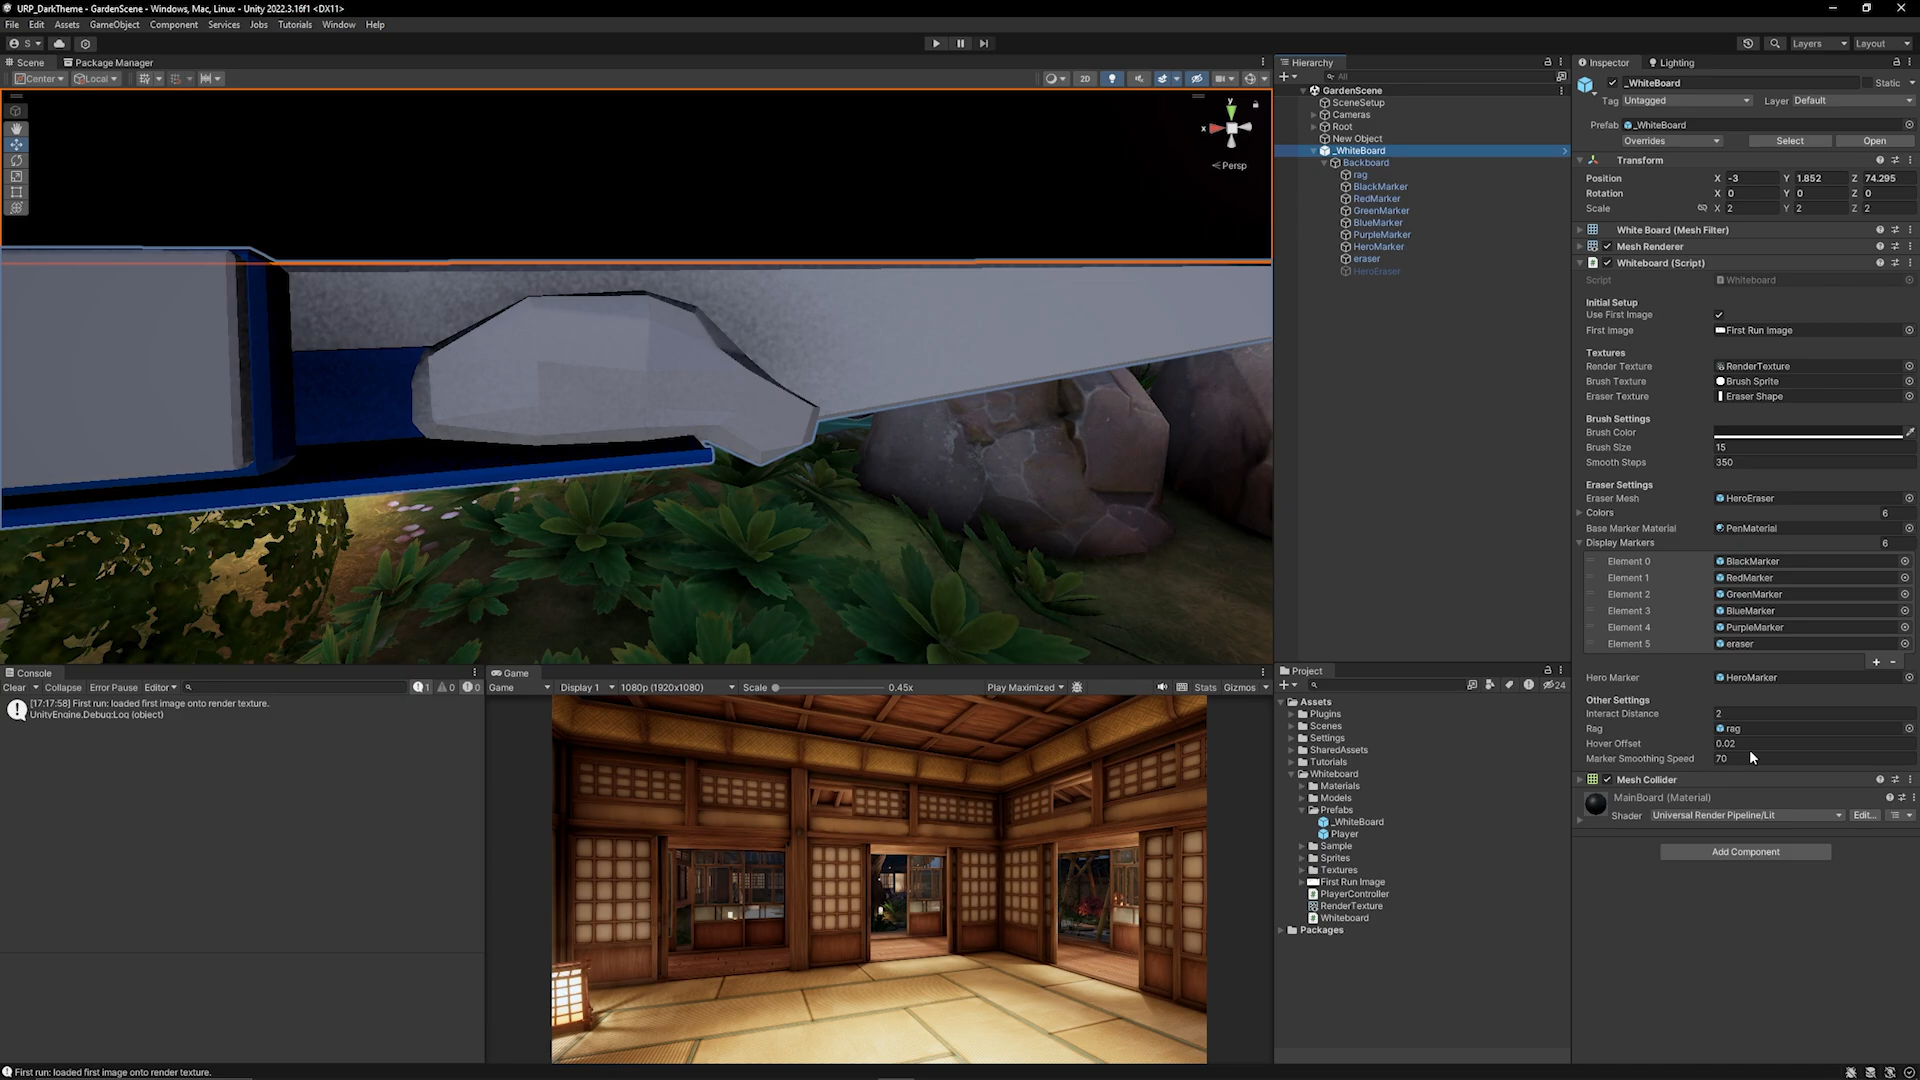 URP_DarkTheme - GardenScene - Windows, Mac, Linux - Unity 2022.3.16f1 <DX11>
File Edit Assets GameObject Component Services Jobs Tutorials Window Help
S Layers Layout
Scene Package Manager
Center Local 2D
y
x
Persp
Hierarchy
All
GardenScene
SceneSetup
Cameras
Root
New Object
_WhiteBoard
Backboard
rag
BlackMarker
RedMarker
GreenMarker
BlueMarker
PurpleMarker
HeroMarker
eraser
HeroEraser
Inspector Lighting
_WhiteBoard Static
Tag Untagged Layer Default
Prefab _WhiteBoard
Overrides Select Open
Transform
Position X -3 Y 1.852 Z 74.295
Rotation X 0 Y 0 Z 0
Scale X 2 Y 2 Z 2
White Board (Mesh Filter)
Mesh Renderer
Whiteboard (Script)
Script Whiteboard
Initial Setup
Use First Image
First Image First Run Image
Textures
Render Texture RenderTexture
Brush Texture Brush Sprite
Eraser Texture Eraser Shape
Brush Settings
Brush Color
Brush Size 15
Smooth Steps 350
Eraser Settings
Eraser Mesh HeroEraser
Colors 6
Base Marker Material PenMaterial
Display Markers 6
Element 0 BlackMarker
Element 1 RedMarker
Element 2 GreenMarker
Element 3 BlueMarker
Element 4 PurpleMarker
Element 5 eraser
Hero Marker HeroMarker
Other Settings
Interact Distance 2
Rag rag
Hover Offset 0.02
Marker Smoothing Speed 70
Mesh Collider
MainBoard (Material)
Shader Universal Render Pipeline/Lit Edit...
Add Component
Console
Clear Collapse Error Pause Editor 1 0 0
[17:17:58] First run: loaded first image onto render texture.
UnityEngine.Debug:Log (object)
Game
Game Display 1 1080p (1920x1080) Scale 0.45x Play Maximized Stats Gizmos
Project
24
Assets
Plugins
Scenes
Settings
SharedAssets
Tutorials
Whiteboard
Materials
Models
Prefabs
_WhiteBoard
Player
Sample
Sprites
Textures
First Run Image
PlayerController
RenderTexture
Whiteboard
Packages
First run: loaded first image onto render texture.